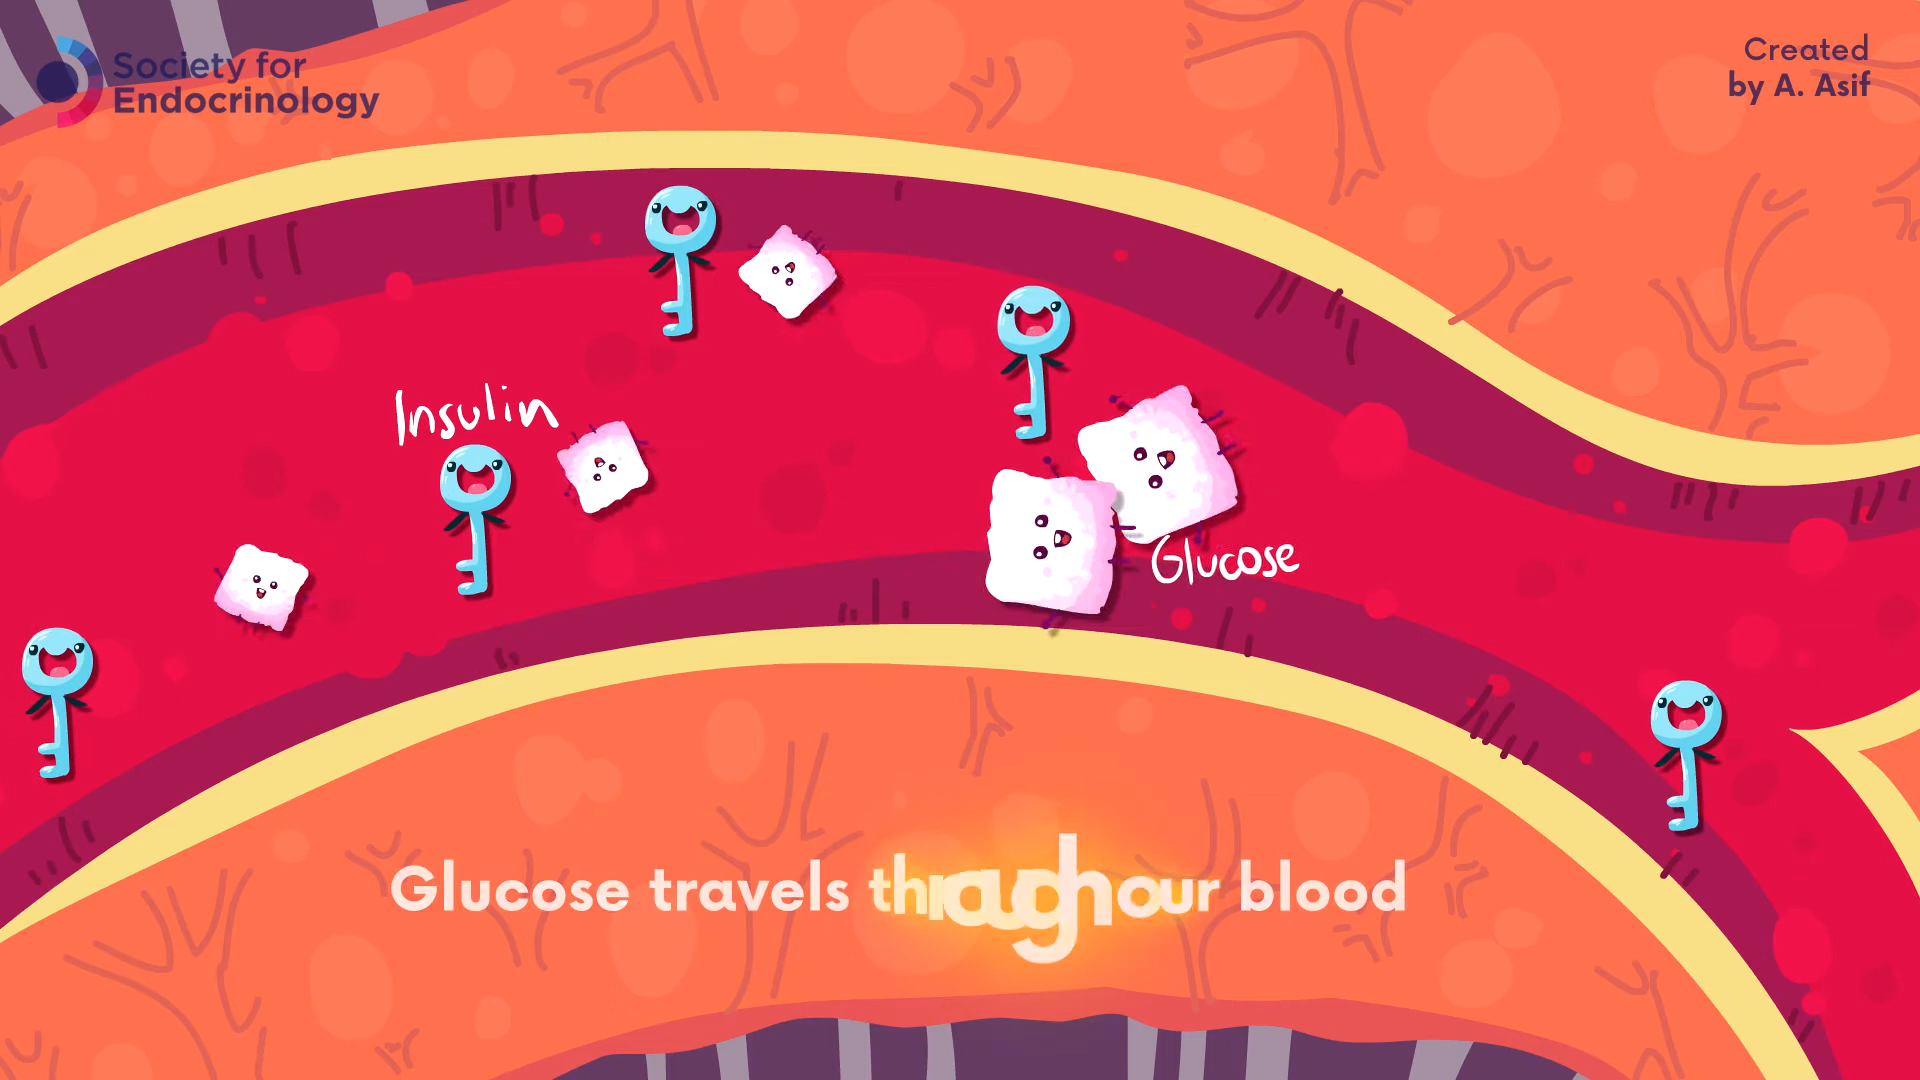 Society for
Endocrinology
Created
by A. Asif
Insulin
Glucose
Glucose travels through our blood